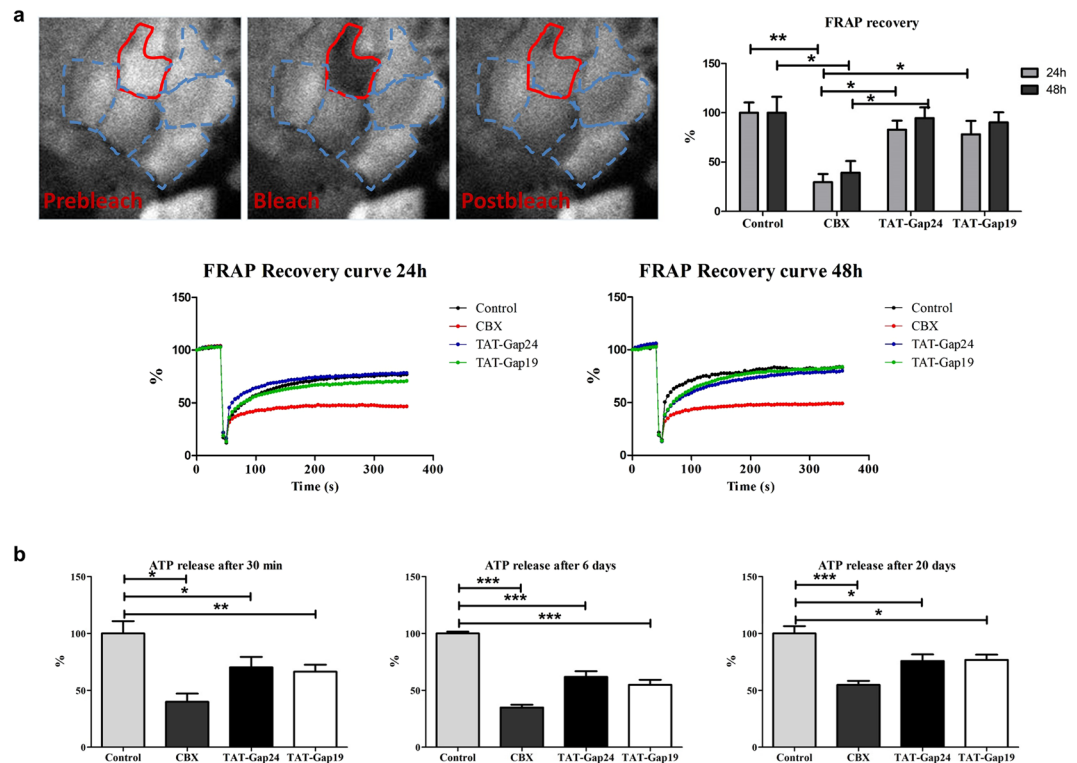 a
Prebleach
Bleach
Postbleach
FRAP recovery
**
*
*
*
*
24h
48h
150
100
50
0
%
Control
CBX
TAT-Gap24
TAT-Gap19
FRAP Recovery curve 24h
150
100
50
0
%
0
100
200
300
400
Time (s)
Control
CBX
TAT-Gap24
TAT-Gap19
FRAP Recovery curve 48h
150
100
50
0
%
0
100
200
300
400
Time (s)
Control
CBX
TAT-Gap24
TAT-Gap19
b
ATP release after 30 min
*
*
**
150
100
50
0
%
Control
CBX
TAT-Gap24
TAT-Gap19
ATP release after 6 days
***
***
***
150
100
50
0
%
Control
CBX
TAT-Gap24
TAT-Gap19
ATP release after 20 days
***
*
*
150
100
50
0
%
Control
CBX
TAT-Gap24
TAT-Gap19